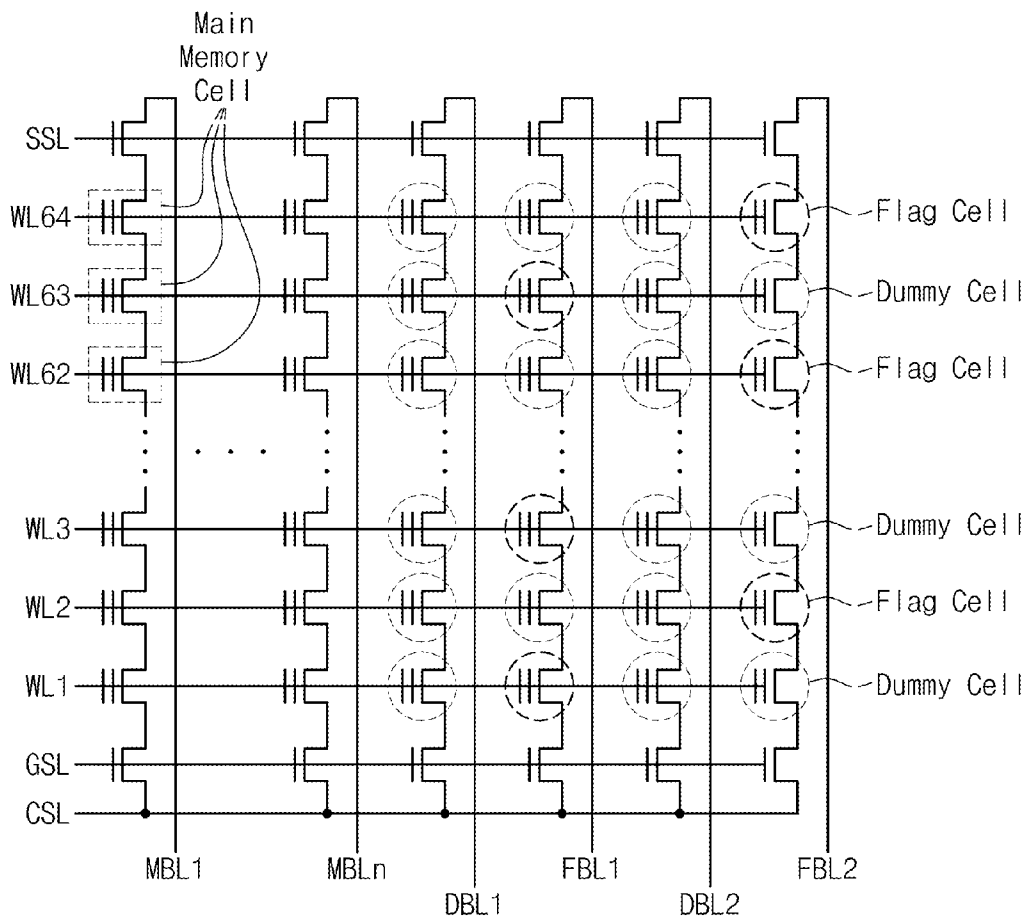 Main
Memory
Cell
SSL
WL64
Flag Cell
WL63
Dummy Cell
WL62
Flag Cell
WL3
Dummy Cell
WL2
Flag Cell
WL1
Dummy Cell
GSL
CSL
MBL1
MBLn
FBL1
FBL2
DBL1
DBL2